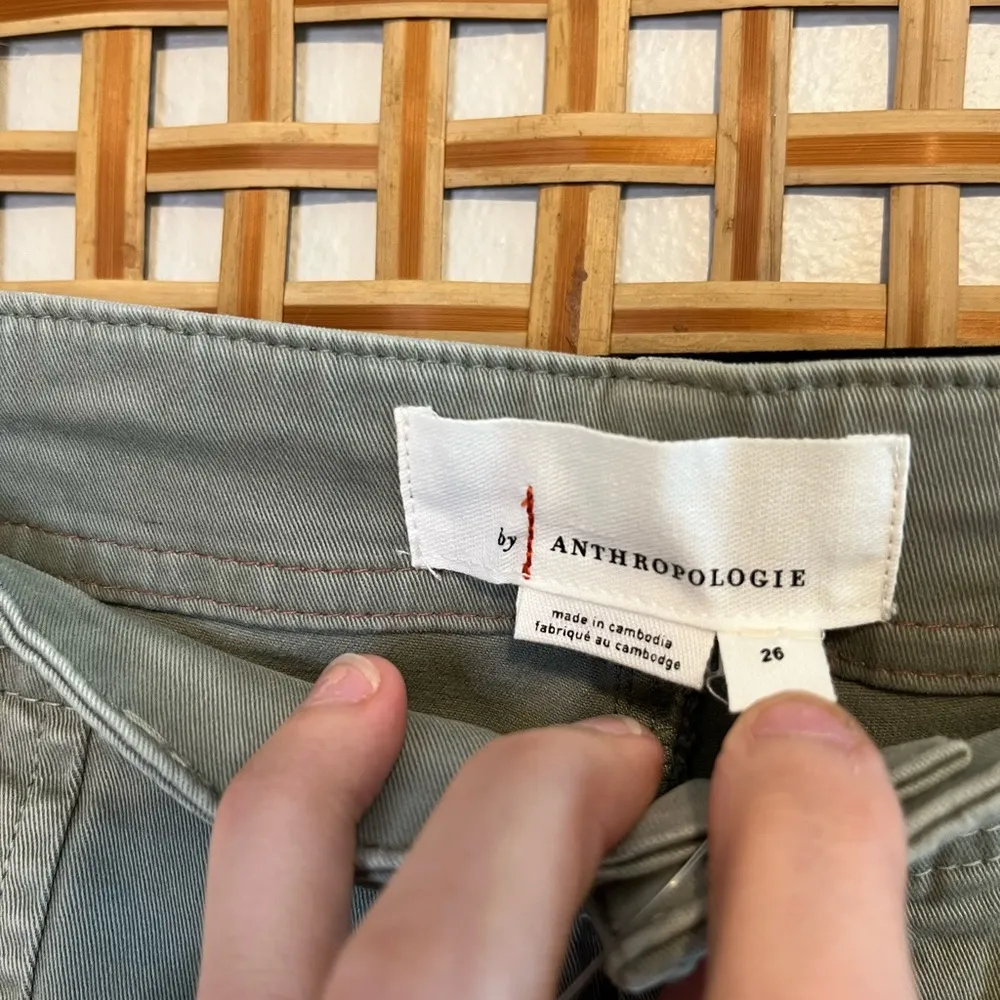 by ANTHROPOLOGIE
made in cambodia
fabriqué au cambodge
26